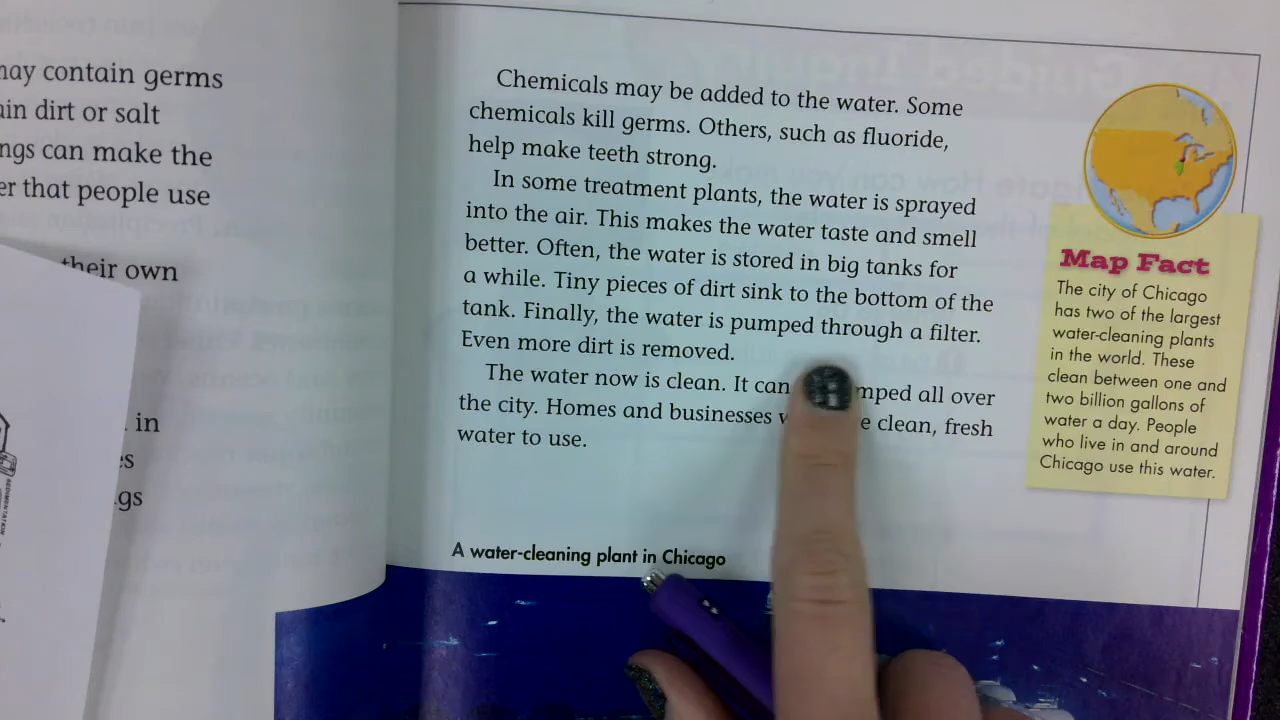 may contain germs
ain dirt or salt
ngs can make the
er that people use
their own
in
es
gs
Chemicals may be added to the water. Some
chemicals kill germs. Others, such as fluoride,
help make teeth strong.
In some treatment plants, the water is sprayed
into the air. This makes the water taste and smell
better. Often, the water is stored in big tanks for
a while. Tiny pieces of dirt sink to the bottom of the
tank. Finally, the water is pumped through a filter.
Even more dirt is removed.
The water now is clean. It can mped all over
the city. Homes and businesses clean, fresh
water to use.
A water-cleaning plant in Chicago
Map Fact
The city of Chicago
has two of the largest
water-cleaning plants
in the world. These
clean between one and
two billion gallons of
water a day. People
who live in and around
Chicago use this water.